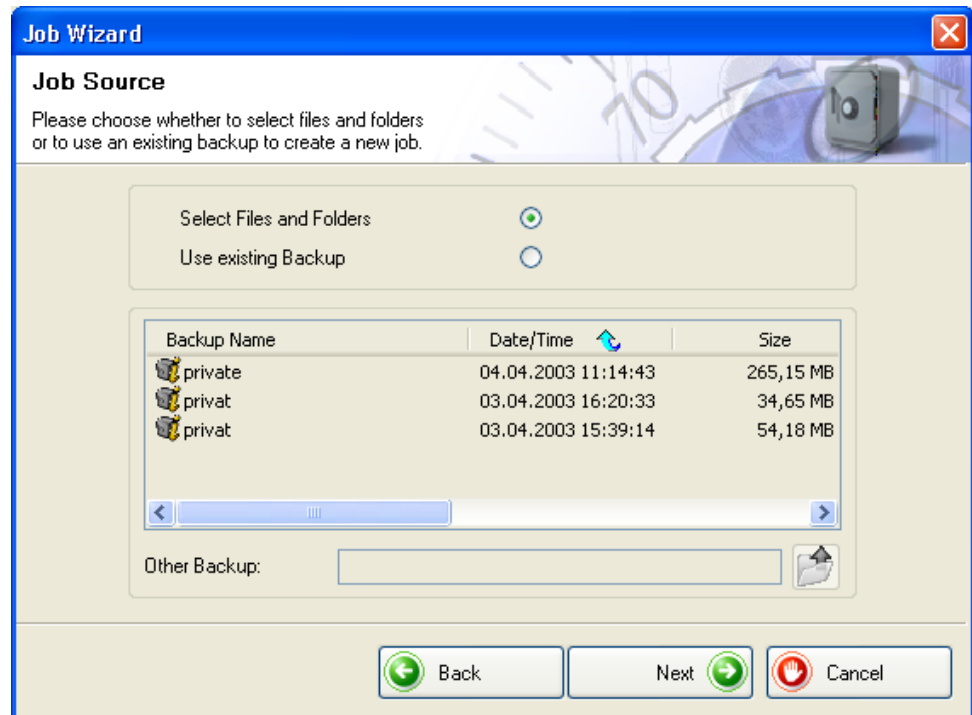 Job Wizard
Job Source
Please choose whether to select files and folders
or to use an existing backup to create a new job.
70
10
Select Files and Folders
Use existing Backup
Backup Name Date/Time Size
private 04.04.2003 11:14:43 265,15 MB
privat 03.04.2003 16:20:33 34,65 MB
privat 03.04.2003 15:39:14 54,18 MB
Other Backup:
Back Next Cancel